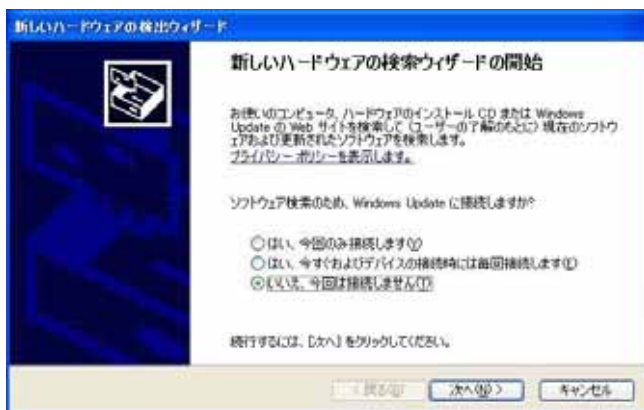 新しいハードウェアの検出ウィザード
新しいハードウェアの検索ウィザードの開始
お使いのコンピュータ、ハードウェアのインストール CD または Windows
Update の Web サイトを検索して (ユーザーの了解のもとに) 現在のソフトウ
ェアおよび更新されたソフトウェアを検索します。
プライバシー ポリシーを表示します。
ソフトウェア検索のため、Windows Update に接続しますか?
はい、今回のみ接続します(Y)
はい、今すぐおよびデバイスの接続時には毎回接続します(E)
いいえ、今回は接続しません(T)
続行するには、[次へ] をクリックしてください。
< 戻る(B) 次へ(N) > キャンセル